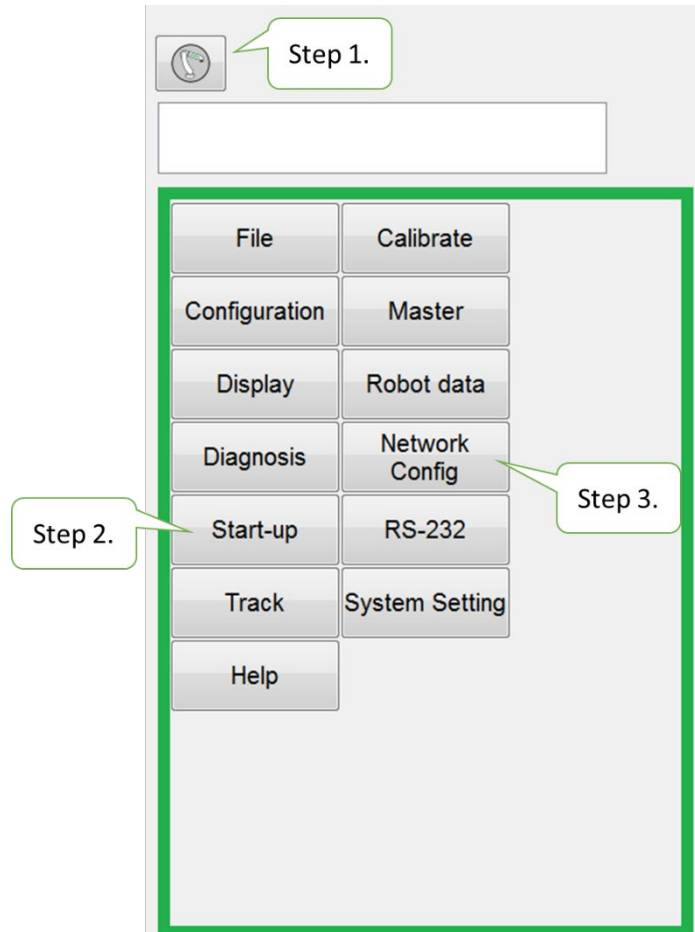 Step 1.
File
Calibrate
Configuration
Master
Display
Robot data
Diagnosis
Network
Config
Step 3.
Step 2.
Start-up
RS-232
Track
System Setting
Help